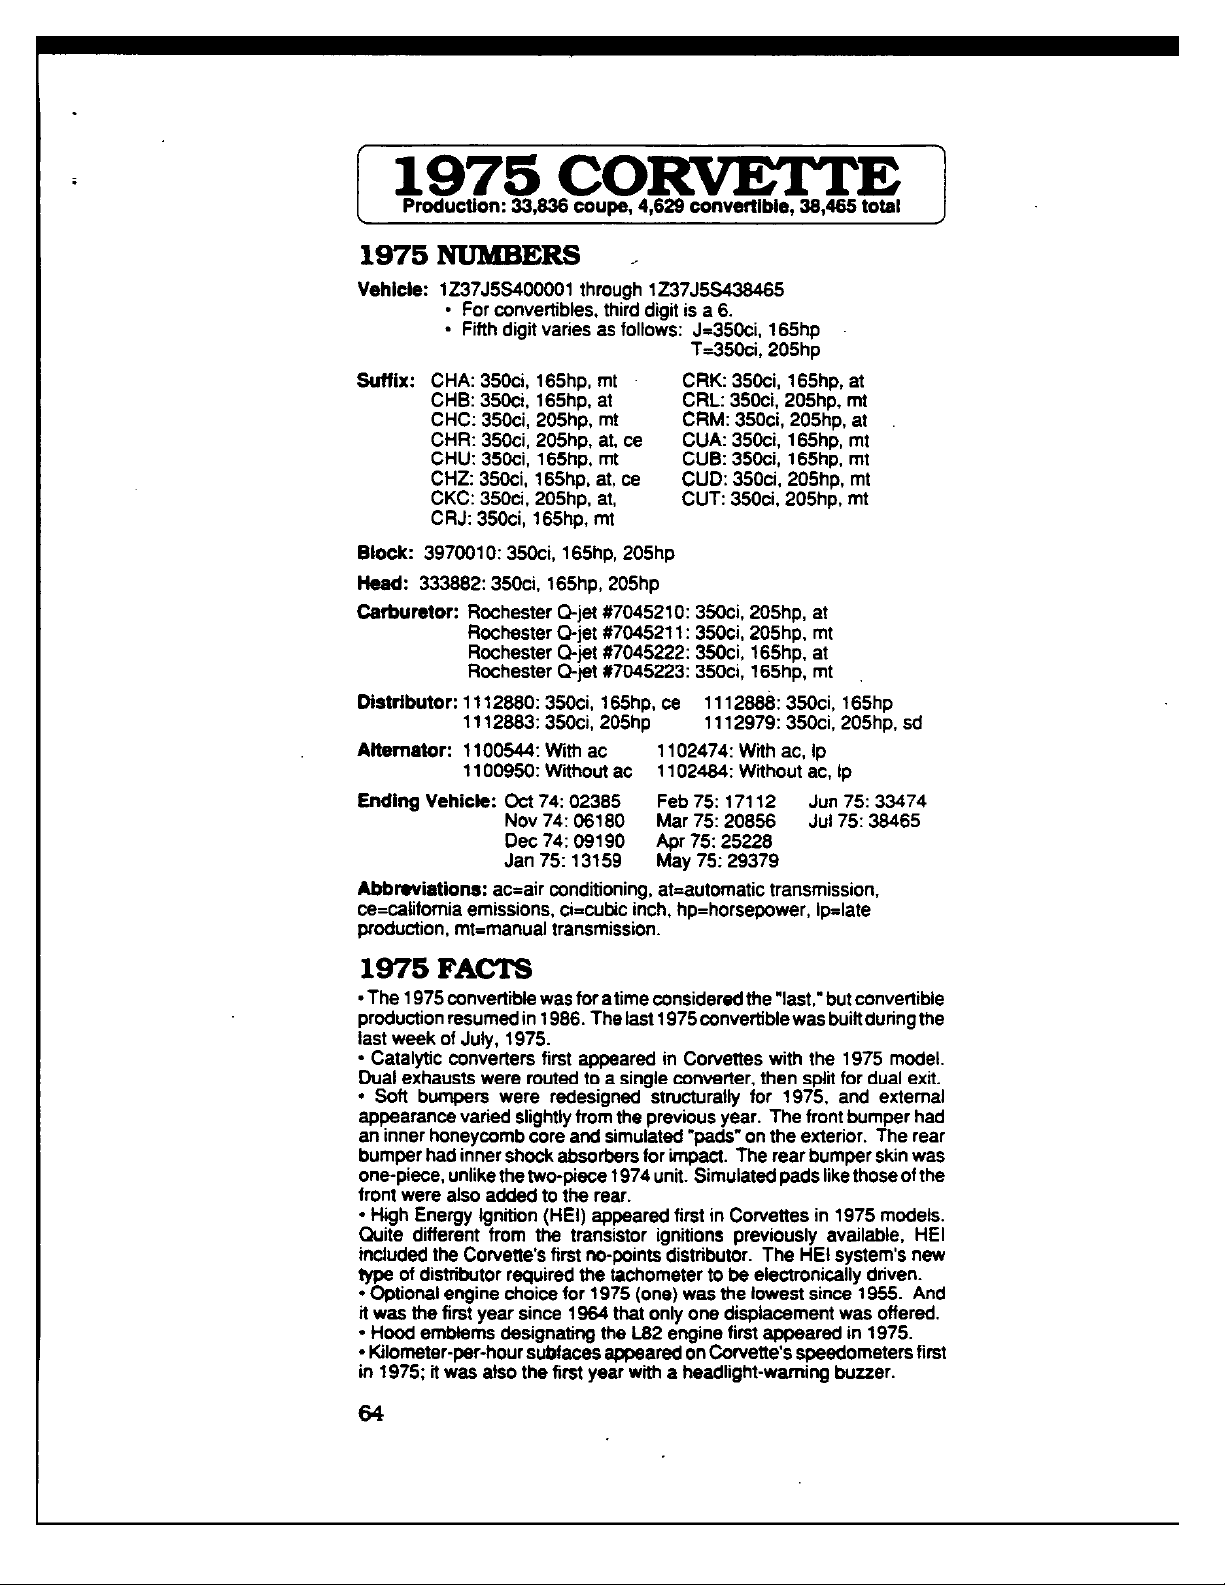 1975 CORVETTE
Production: 33,836 coupe, 4,629 convertible, 38,465 total
1975 NUMBERS
Vehicle: 1Z37J5S400001 through 1Z37J5S438465
• For convertibles, third digit is a 6.
• Fifth digit varies as follows: J=350ci, 165hp
T=350ci, 205hp
Suffix: CHA: 350ci, 165hp, mt CRK: 350ci, 165hp, at
CHB: 350ci, 165hp, at CRL: 350ci, 205hp, mt
CHC: 350ci, 205hp, mt CRM: 350ci, 205hp, at
CHR: 350ci, 205hp, at, ce CUA: 350ci, 165hp, mt
CHU: 350ci, 165hp, mt CUB: 350ci, 165hp, mt
CHZ: 350ci, 165hp, at, ce CUD: 350ci, 205hp, mt
CKC: 350ci, 205hp, at, CUT: 350ci, 205hp, mt
CRJ: 350ci, 165hp, mt
Block: 3970010: 350ci, 165hp, 205hp
Head: 333882: 350ci, 165hp, 205hp
Carburetor: Rochester Q-jet #7045210: 350ci, 205hp, at
Rochester Q-jet #7045211: 350ci, 205hp, mt
Rochester Q-jet #7045222: 350ci, 165hp, at
Rochester Q-jet #7045223: 350ci, 165hp, mt
Distributor: 1112880: 350ci, 165hp, ce 1112888: 350ci, 165hp
1112883: 350ci, 205hp 1112979: 350ci, 205hp, sd
Alternator: 1100544: With ac 1102474: With ac, lp
1100950: Without ac 1102484: Without ac, lp
Ending Vehicle: Oct 74: 02385 Feb 75: 17112 Jun 75: 33474
Nov 74: 06180 Mar 75: 20856 Jul 75: 38465
Dec 74: 09190 Apr 75: 25228
Jan 75: 13159 May 75: 29379
Abbreviations: ac=air conditioning, at=automatic transmission,
ce=california emissions, ci=cubic inch, hp=horsepower, lp=late
production, mt=manual transmission.
1975 FACTS
• The 1975 convertible was for a time considered the "last," but convertible
production resumed in 1986. The last 1975 convertible was built during the
last week of July, 1975.
• Catalytic converters first appeared in Corvettes with the 1975 model.
Dual exhausts were routed to a single converter, then split for dual exit.
• Soft bumpers were redesigned structurally for 1975, and external
appearance varied slightly from the previous year. The front bumper had
an inner honeycomb core and simulated "pads" on the exterior. The rear
bumper had inner shock absorbers for impact. The rear bumper skin was
one-piece, unlike the two-piece 1974 unit. Simulated pads like those of the
front were also added to the rear.
• High Energy Ignition (HEI) appeared first in Corvettes in 1975 models.
Quite different from the transistor ignitions previously available, HEI
included the Corvette's first no-points distributor. The HEI system's new
type of distributor required the tachometer to be electronically driven.
• Optional engine choice for 1975 (one) was the lowest since 1955. And
it was the first year since 1964 that only one displacement was offered.
• Hood emblems designating the L82 engine first appeared in 1975.
• Kilometer-per-hour subfaces appeared on Corvette's speedometers first
in 1975; it was also the first year with a headlight-warning buzzer.
64